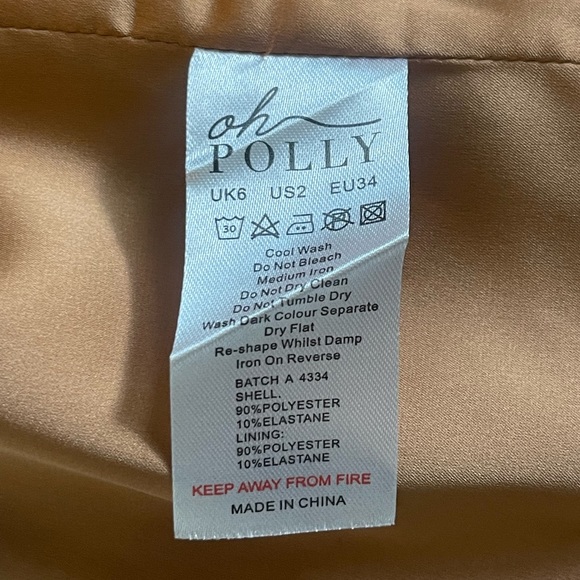 oh
POLLY
UK6 US2 EU34
30
Cool Wash
Do Not Bleach
Medium Iron
Do Not Dry Clean
Do Not Tumble Dry
Wash Dark Colour Separate
Dry Flat
Re-shape Whilst Damp
Iron On Reverse
BATCH A 4334
SHELL.
90%POLYESTER
10%ELASTANE
LINING:
90%POLYESTER
10%ELASTANE
KEEP AWAY FROM FIRE
MADE IN CHINA